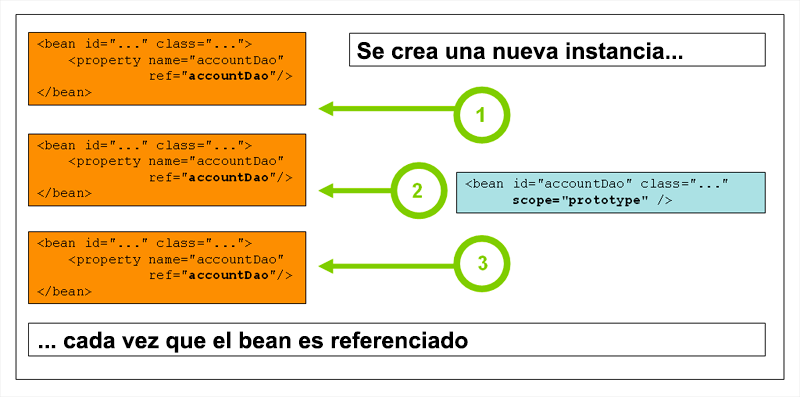 <bean id="..." class="...">
<property name="accountDao"
ref="accountDao"/>
</bean>
Se crea una nueva instancia...
1
<bean id="..." class="...">
<property name="accountDao"
ref="accountDao"/>
</bean>
2
<bean id="accountDao" class="..."
scope="prototype" />
<bean id="..." class="...">
<property name="accountDao"
ref="accountDao"/>
</bean>
3
... cada vez que el bean es referenciado